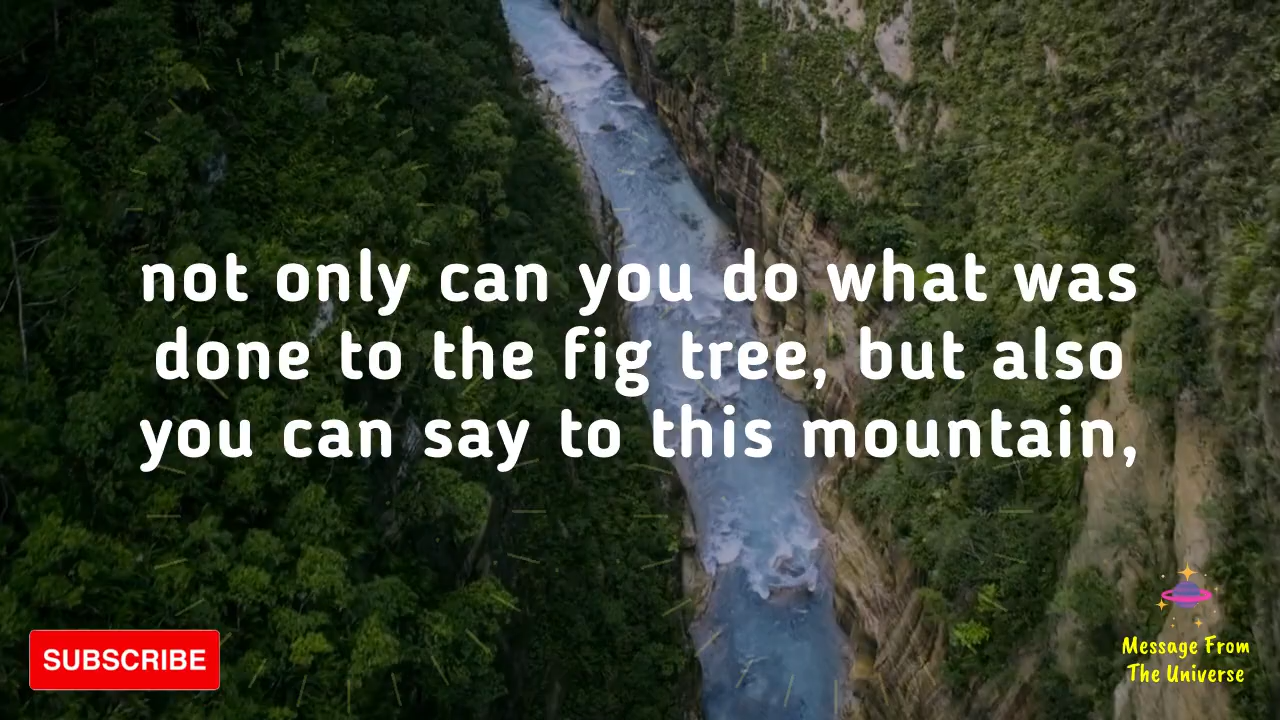 not only can you do what was
done to the fig tree, but also
you can say to this mountain,
SUBSCRIBE
Message From
The Universe